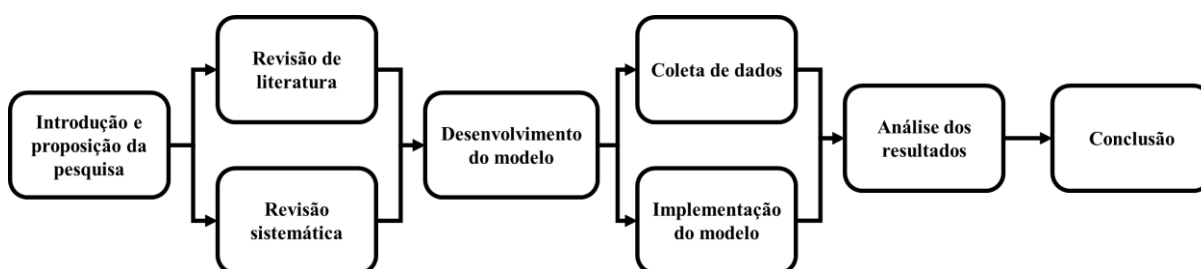 Introdução e
proposição da
pesquisa
Revisão de
literatura
Revisão
sistemática
Desenvolvimento
do modelo
Coleta de dados
Implementação
do modelo
Análise dos
resultados
Conclusão